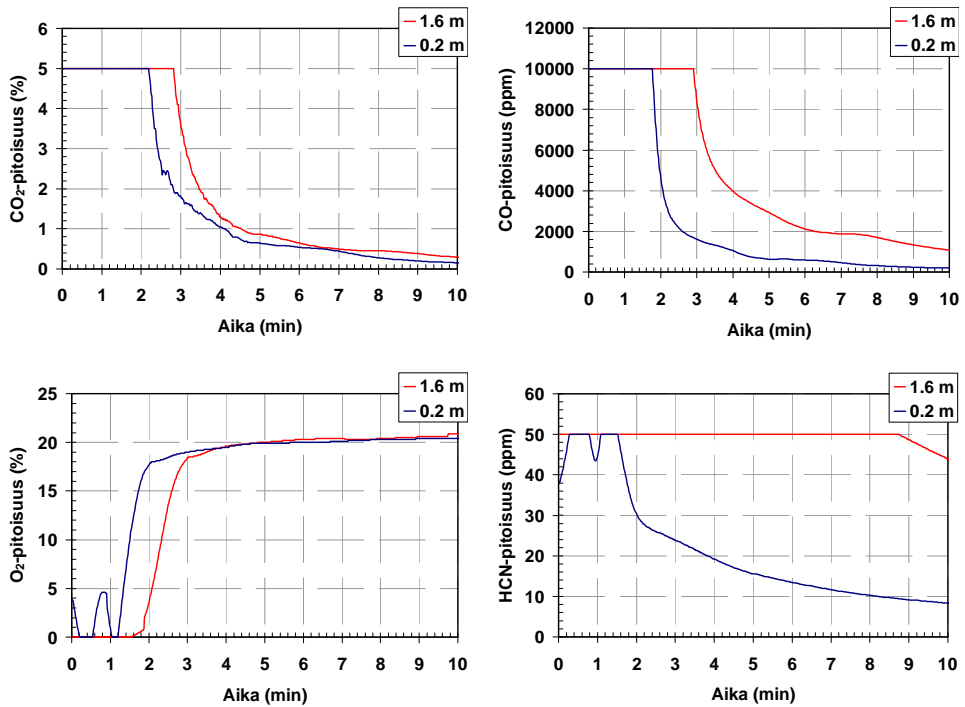 1.6 m
0.2 m
CO₂-pitoisuus (%)
6
5
4
3
2
1
0
0 1 2 3 4 5 6 7 8 9 10
Aika (min)
1.6 m
0.2 m
CO-pitoisuus (ppm)
12000
10000
8000
6000
4000
2000
0
0 1 2 3 4 5 6 7 8 9 10
Aika (min)
1.6 m
0.2 m
O₂-pitoisuus (%)
25
20
15
10
5
0
0 1 2 3 4 5 6 7 8 9 10
Aika (min)
1.6 m
0.2 m
HCN-pitoisuus (ppm)
60
50
40
30
20
10
0
0 1 2 3 4 5 6 7 8 9 10
Aika (min)